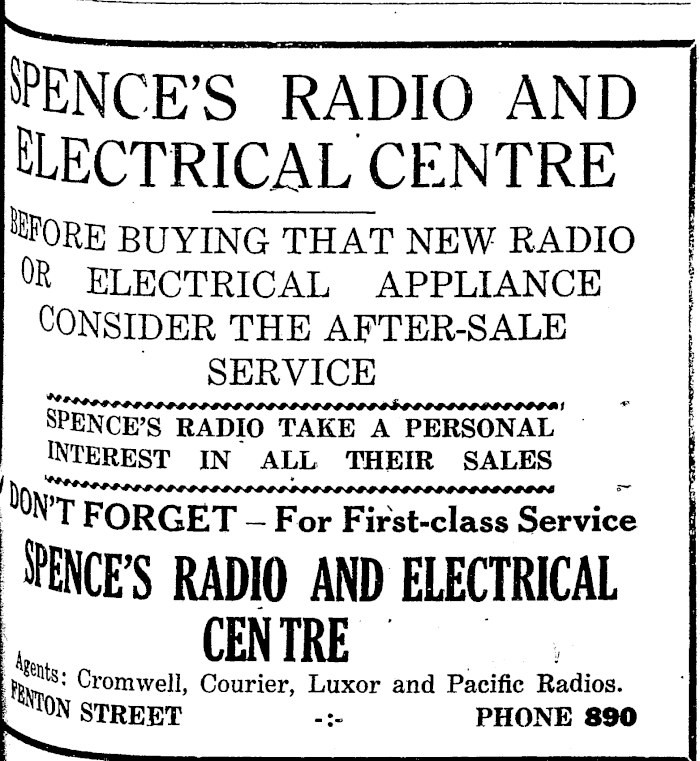 SPENCE'S RADIO AND
ELECTRICAL CENTRE
BEFORE BUYING THAT NEW RADIO
OR ELECTRICAL APPLIANCE
CONSIDER THE AFTER-SALE
SERVICE
SPENCE'S RADIO TAKE A PERSONAL
INTEREST IN ALL THEIR SALES
DON'T FORGET – For First-class Service
SPENCE'S RADIO AND ELECTRICAL
CENTRE
Agents: Cromwell, Courier, Luxor and Pacific Radios.
FENTON STREET -:- PHONE 890